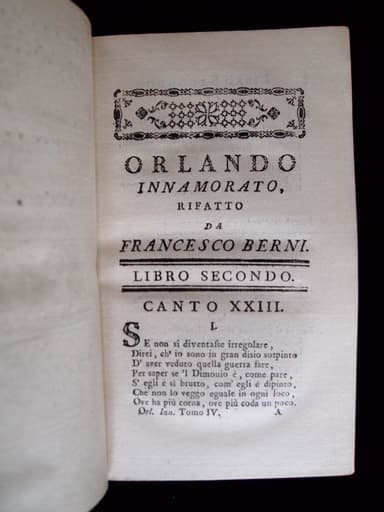 ORLANDO
INNAMORATO,
RIFATTO
DA
FRANCESCO BERNI.
LIBRO SECONDO.
CANTO XXIII.
I.
SE non si diventasse irregolare,
Direi, ch' io sono in gran disio sospinto
D' aver veduto quella guerra fare,
Per saper se 'l Dimonio é, come pare,
S' egli é sì brutto, com' egli é dipinto,
Che non lo veggo eguale in ogni loco,
Ove ha più corna, ove più coda un poco.
Orl. Inn. Tomo IV. A